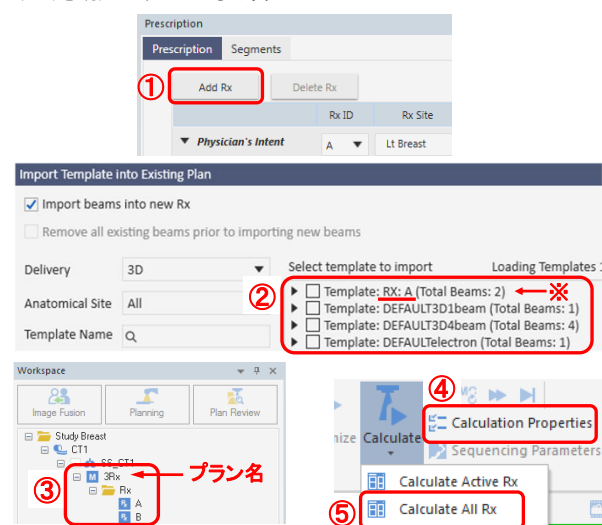 Prescription
Prescription Segments
① Add Rx Delete Rx
Rx ID Rx Site
▼ Physician's Intent A ▼ Lt Breast
Import Template into Existing Plan
Import beams into new Rx
Remove all existing beams prior to importing new beams
Delivery 3D ▼ Select template to import Loading Templates
② Template: RX: A (Total Beams: 2) ※
Anatomical Site All Template: DEFAULT3D1beam (Total Beams: 1)
Template: DEFAULT3D4beam (Total Beams: 4)
Template Name Template: DEFAULTelectron (Total Beams: 1)
Workspace
Image Fusion Planning Plan Review
Study Breast
CT1
SS_CT1
③ M 3Rx プラン名
Rx
A
B
④
Calculate Calculation Properties
Sequencing Parameters
Calculate Active Rx
⑤ Calculate All Rx